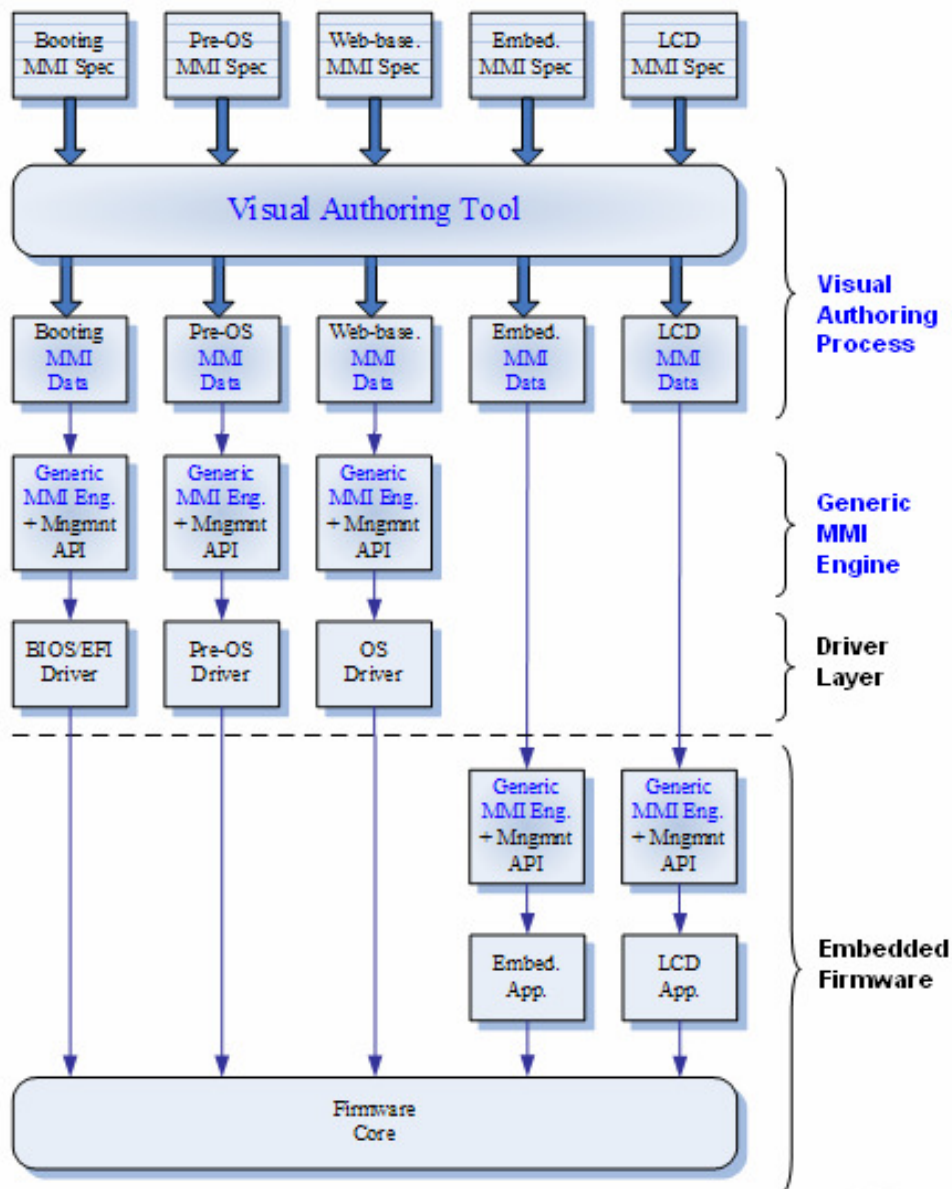 Booting
MMI Spec
Pre-OS
MMI Spec
Web-base.
MMI Spec
Embed.
MMI Spec
LCD
MMI Spec
Visual Authoring Tool
Visual
Authoring
Process
Booting
MMI
Data
Pre-OS
MMI
Data
Web-base.
MMI
Data
Embed.
MMI
Data
LCD
MMI
Data
Generic
MMI Eng.
+ Mngmnt
API
Generic
MMI Eng.
+ Mngmnt
API
Generic
MMI Eng.
+ Mngmnt
API
Generic
MMI
Engine
BIOS/EFI
Driver
Pre-OS
Driver
OS
Driver
Driver
Layer
Generic
MMI Eng.
+ Mngmnt
API
Generic
MMI Eng.
+ Mngmnt
API
Embed.
App.
LCD
App.
Embedded
Firmware
Firmware
Core